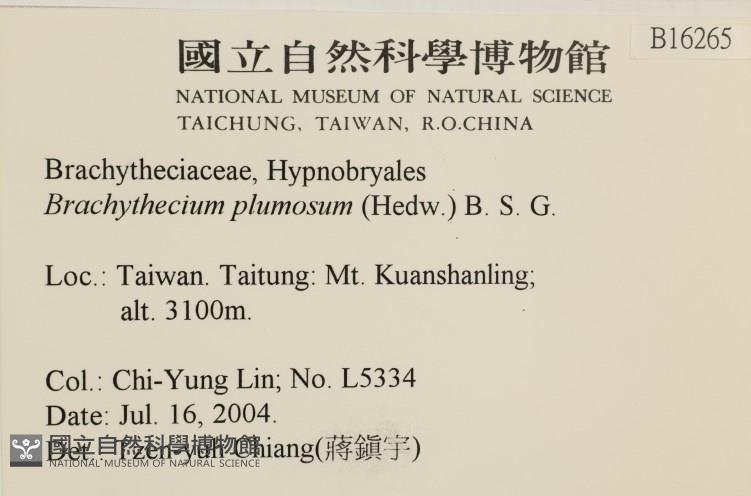 B16265
國立自然科學博物館
NATIONAL MUSEUM OF NATURAL SCIENCE
TAICHUNG, TAIWAN, R.O.CHINA
Brachytheciaceae, Hypnobryales
Brachythecium plumosum (Hedw.) B. S. G.
Loc.: Taiwan. Taitung: Mt. Kuanshanling;
alt. 3100m.
Col.: Chi-Yung Lin; No. L5334
Date: Jul. 16, 2004.
Det.: Tzen-yuh Chiang(蔣鎮宇)
國立自然科學博物館
NATIONAL MUSEUM OF NATURAL SCIENCE